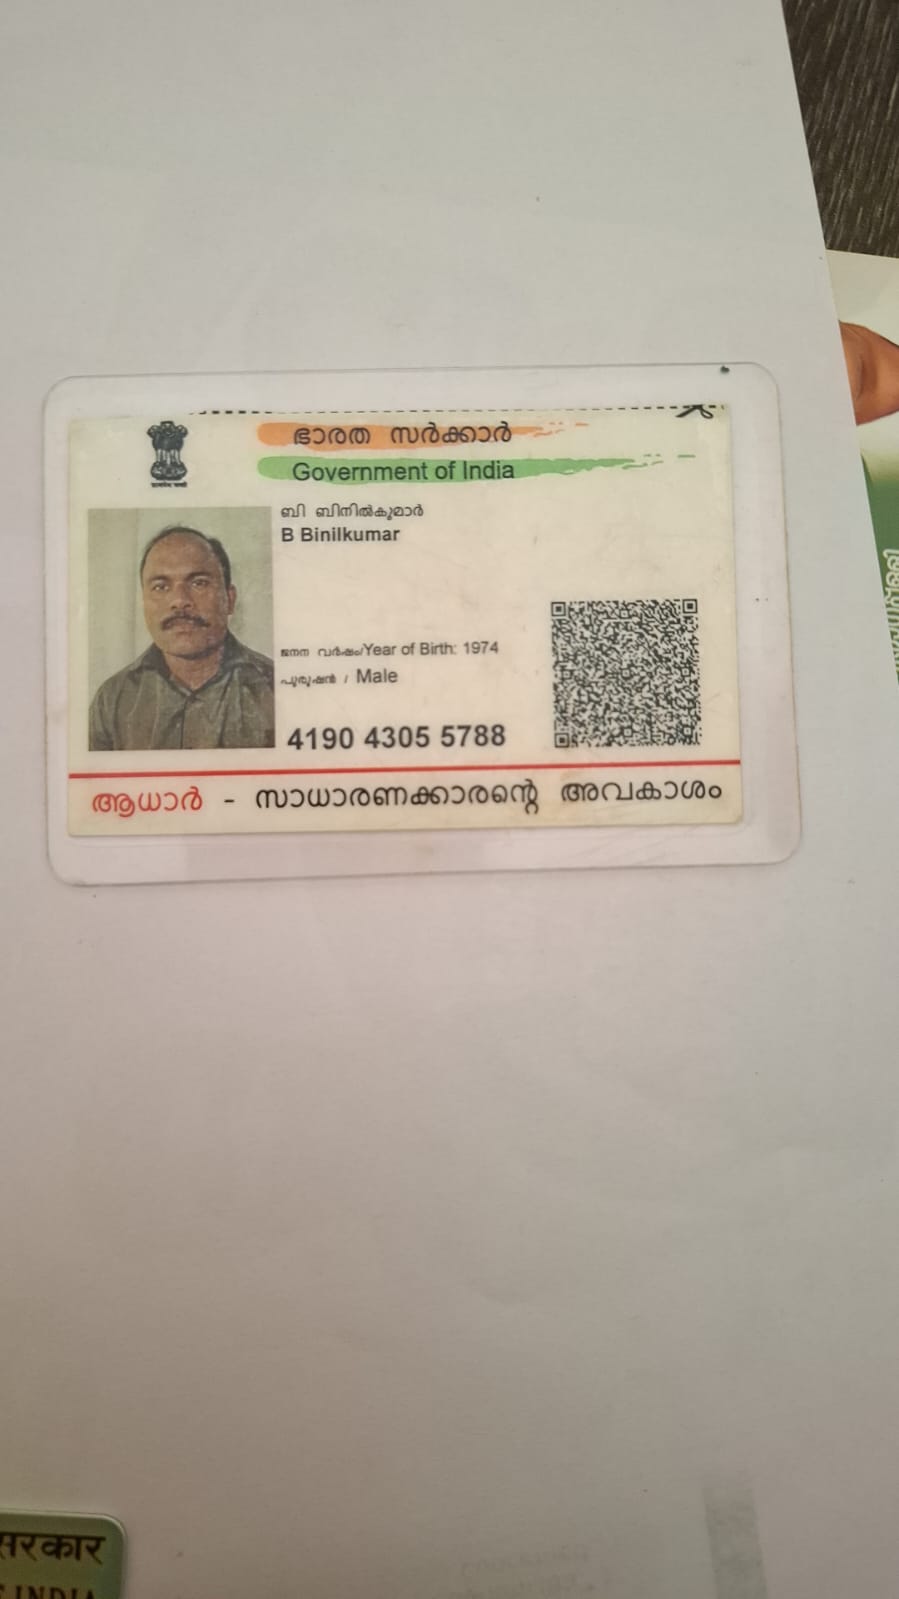 ഭാരത സർക്കാർ
Government of India
ബി ബിനിൽകുമാർ
B Binilkumar
ജനന വർഷം/Year of Birth: 1974
പുരുഷൻ / Male
4190 4305 5788
ആധാർ - സാധാരണക്കാരന്റെ അവകാശം
सरकार
INDIA